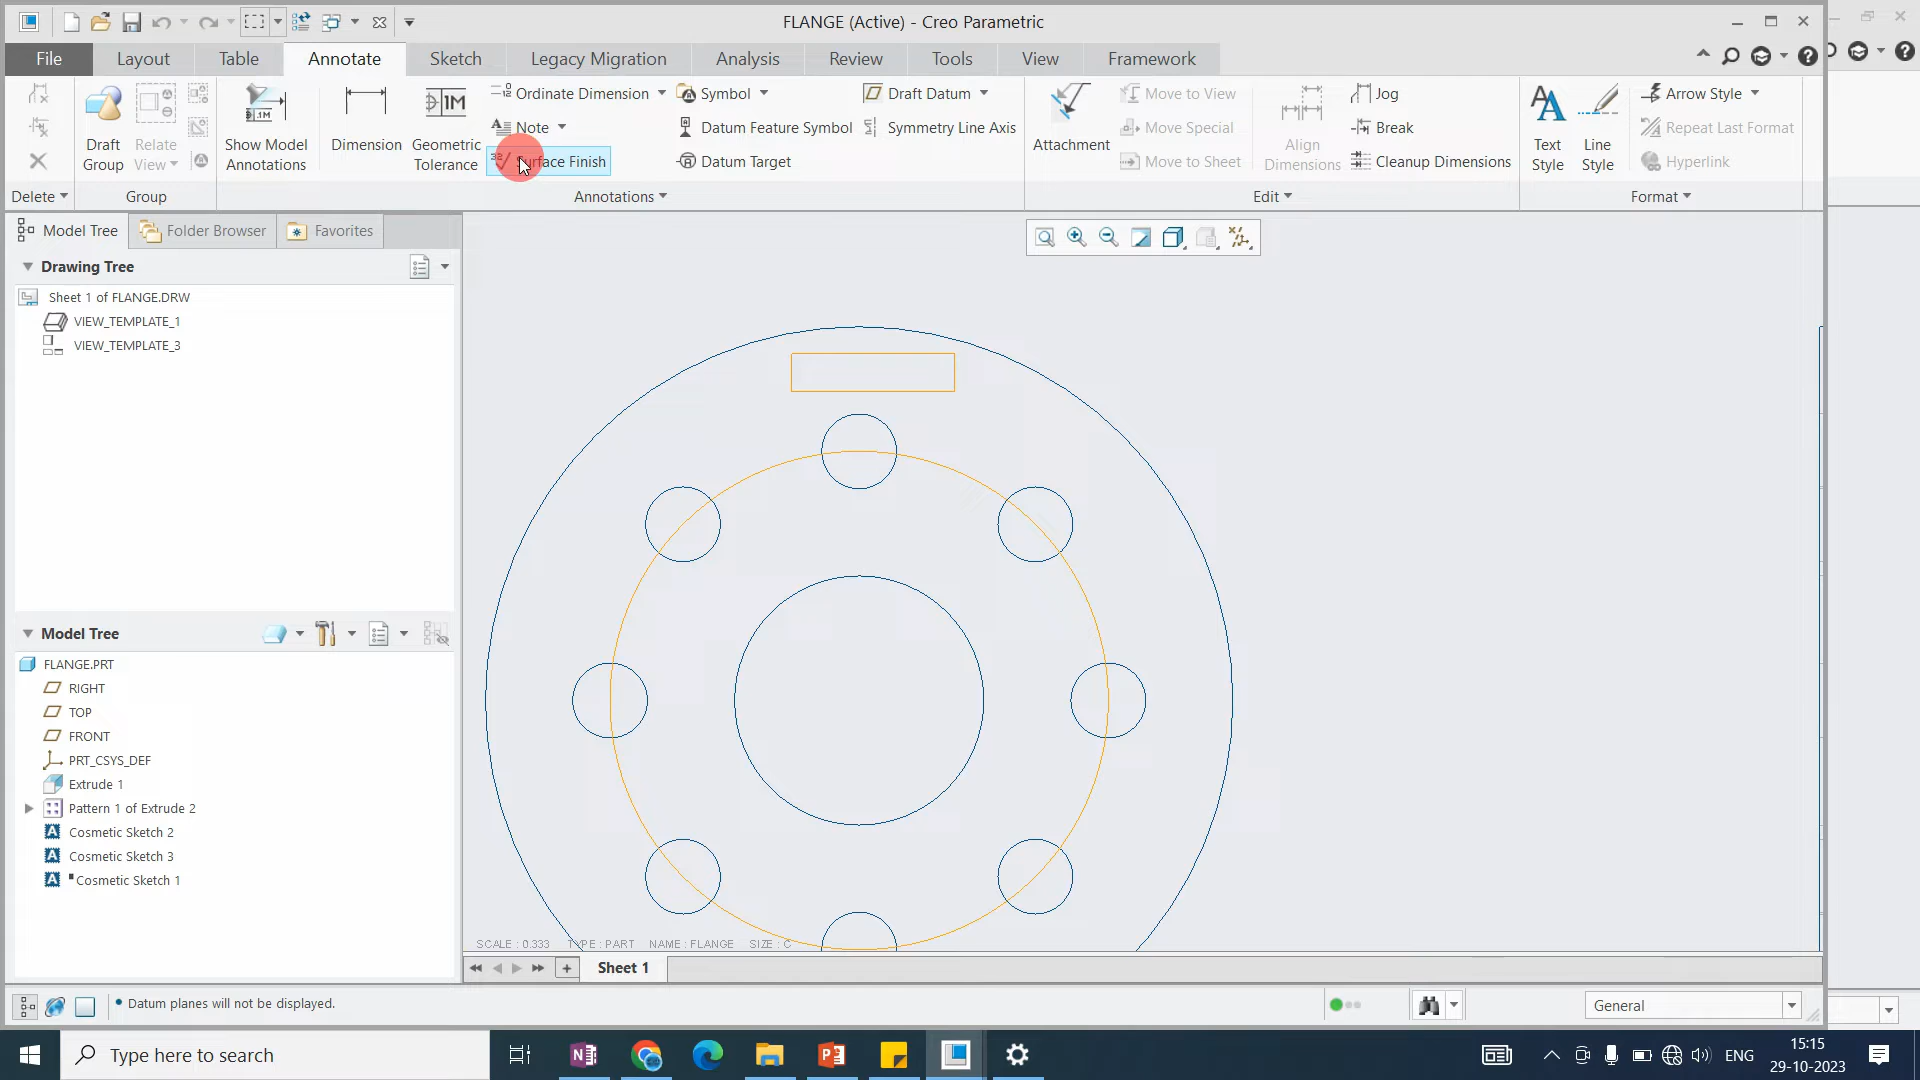 FLANGE (Active) - Creo Parametric
File Layout Table Annotate Sketch Legacy Migration Analysis Review Tools View Framework
Draft Group
Relate View
Show Model Annotations
Dimension
Geometric Tolerance
Ordinate Dimension
Note
Surface Finish
Symbol
Datum Feature Symbol
Datum Target
Draft Datum
Symmetry Line Axis
Attachment
Move to View
Move Special
Move to Sheet
Align Dimensions
Jog
Break
Cleanup Dimensions
Text Style
Line Style
Arrow Style
Repeat Last Format
Hyperlink
Delete Group Annotations Edit Format
Model Tree Folder Browser Favorites
Drawing Tree
Sheet 1 of FLANGE.DRW
VIEW_TEMPLATE_1
VIEW_TEMPLATE_3
Model Tree
FLANGE.PRT
RIGHT
TOP
FRONT
PRT_CSYS_DEF
Extrude 1
Pattern 1 of Extrude 2
Cosmetic Sketch 2
Cosmetic Sketch 3
Cosmetic Sketch 1
SCALE : 0.333 TYPE : PART NAME : FLANGE SIZE : C
Sheet 1
Datum planes will not be displayed.
General
Type here to search
ENG
15:15
29-10-2023